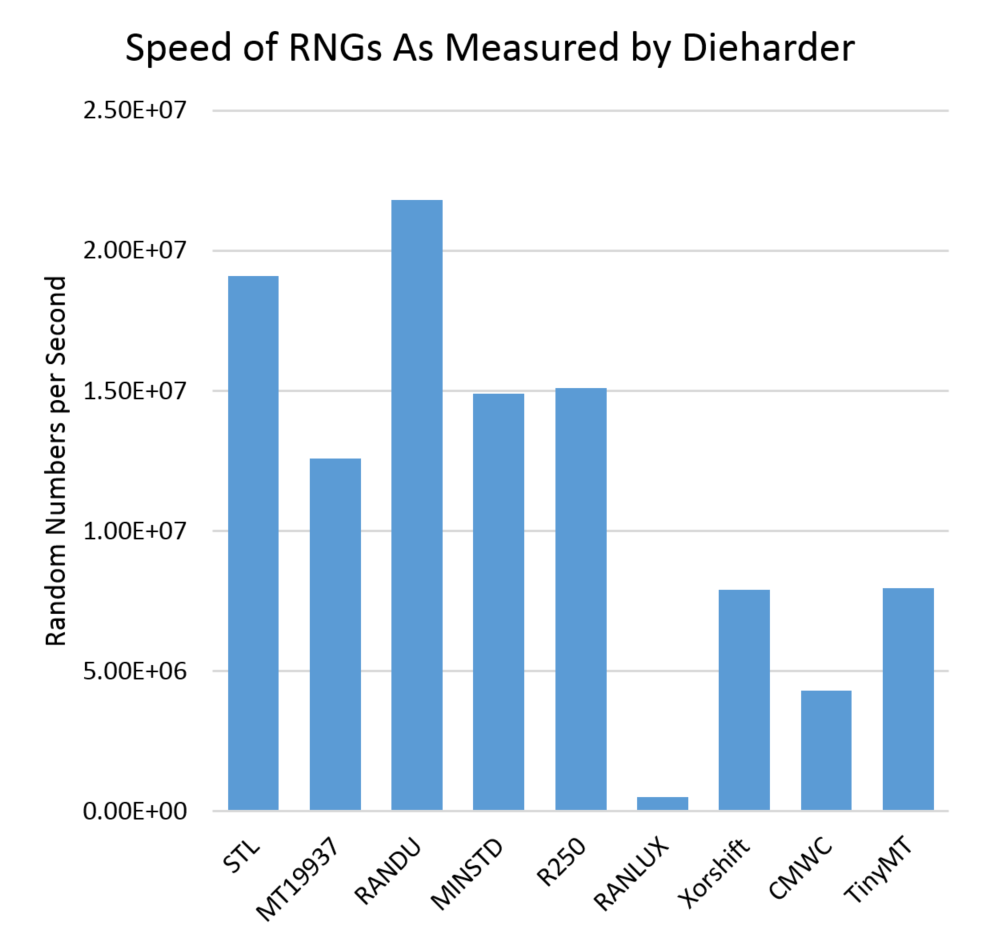 Speed of RNGs As Measured by Dieharder
Random Numbers per Second
2.50E+07
2.00E+07
1.50E+07
1.00E+07
5.00E+06
0.00E+00
STL
MT19937
RANDU
MINSTD
R250
RANLUX
Xorshift
CMWC
TinyMT